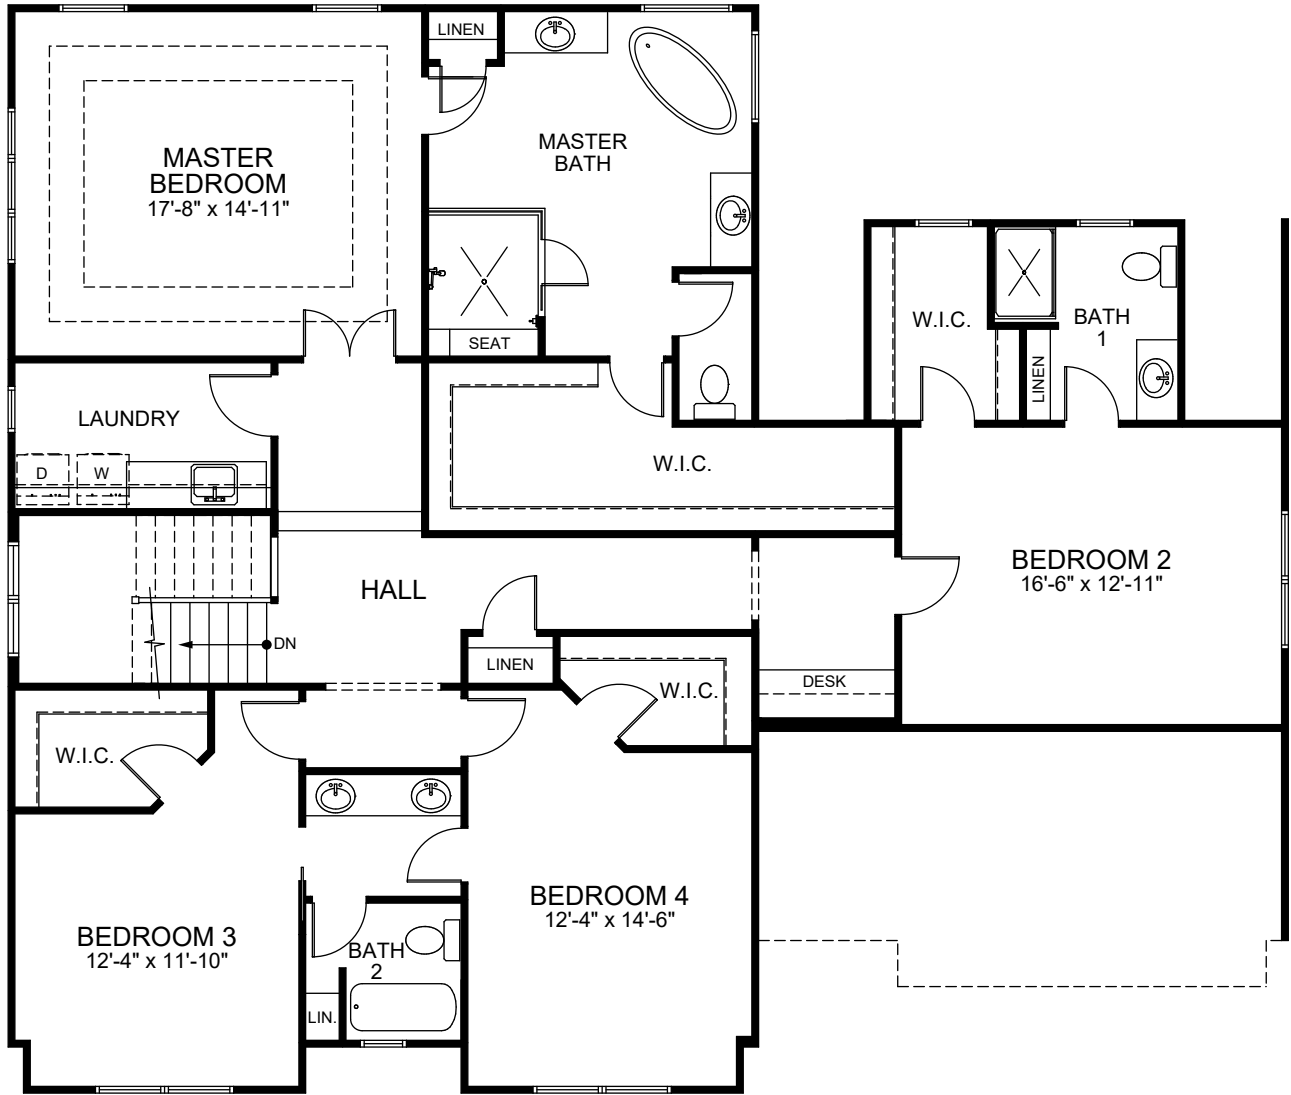 LINEN
MASTER
BEDROOM
17'-8" x 14'-11"
MASTER
BATH
SEAT
W.I.C.
BATH
1
LINEN
LAUNDRY
D
W
W.I.C.
HALL
BEDROOM 2
16'-6" x 12'-11"
DN
LINEN
W.I.C.
DESK
W.I.C.
BEDROOM 3
12'-4" x 11'-10"
BEDROOM 4
12'-4" x 14'-6"
BATH
2
LIN.